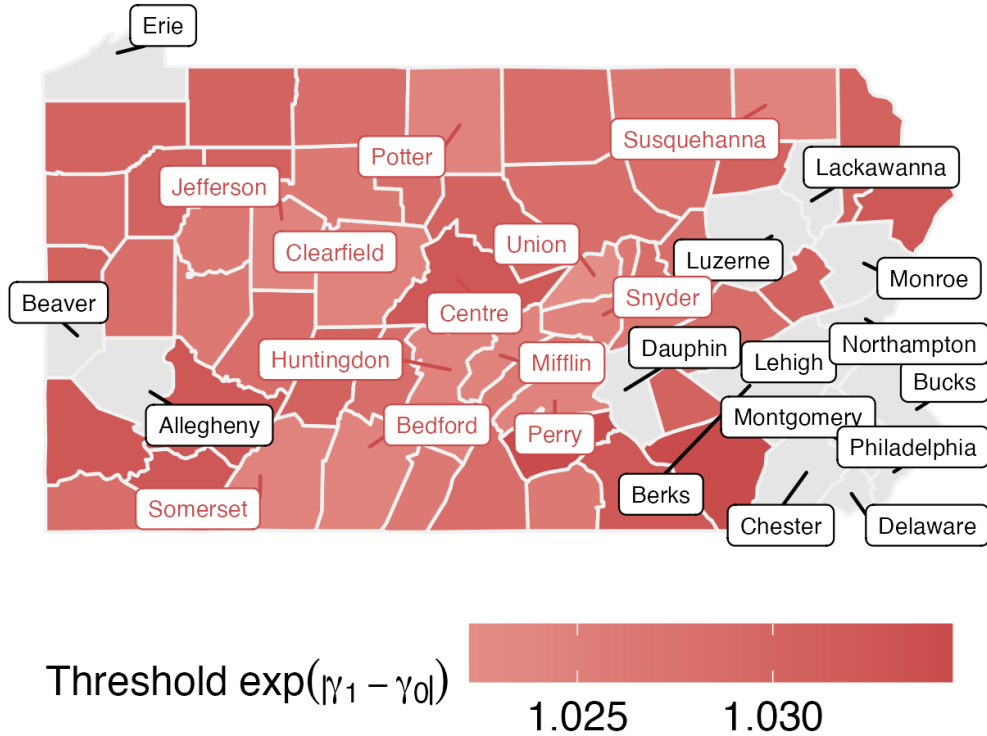 Erie
Potter
Susquehanna
Lackawanna
Jefferson
Clearfield
Union
Luzerne
Monroe
Beaver
Centre
Snyder
Huntingdon
Mifflin
Dauphin
Lehigh
Northampton
Bucks
Allegheny
Bedford
Perry
Montgomery
Philadelphia
Somerset
Berks
Chester
Delaware
Threshold exp(|γ₁ − γ₀|)
1.025 1.030